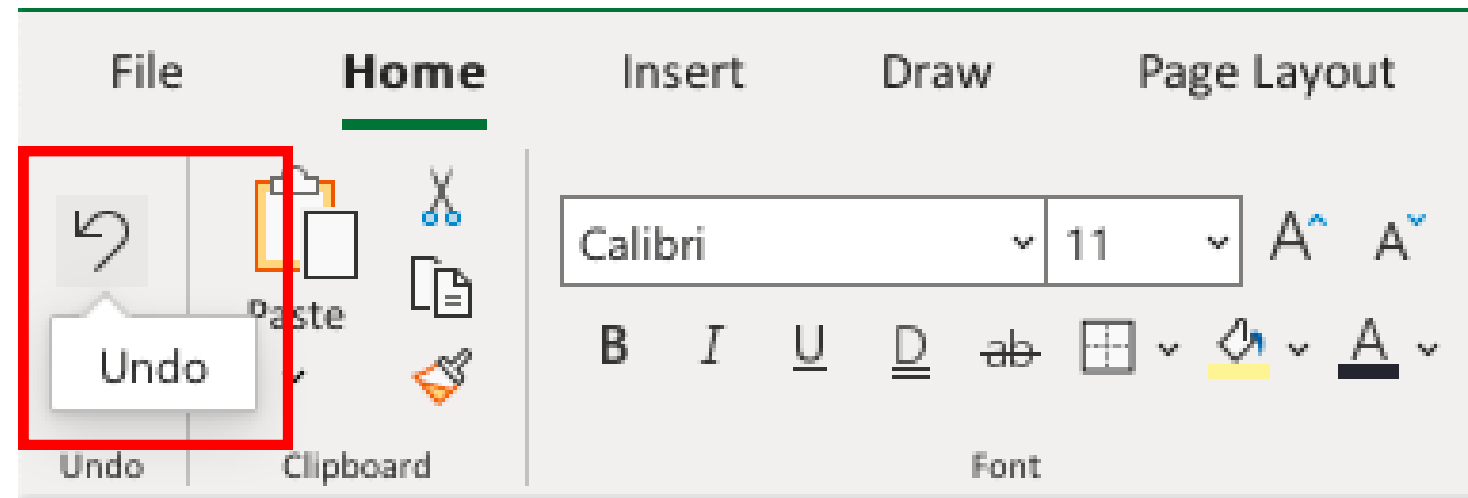 File Home Insert Draw Page Layout
Calibri 11 A A
Paste
B I U D ab A
Undo
Undo Clipboard Font